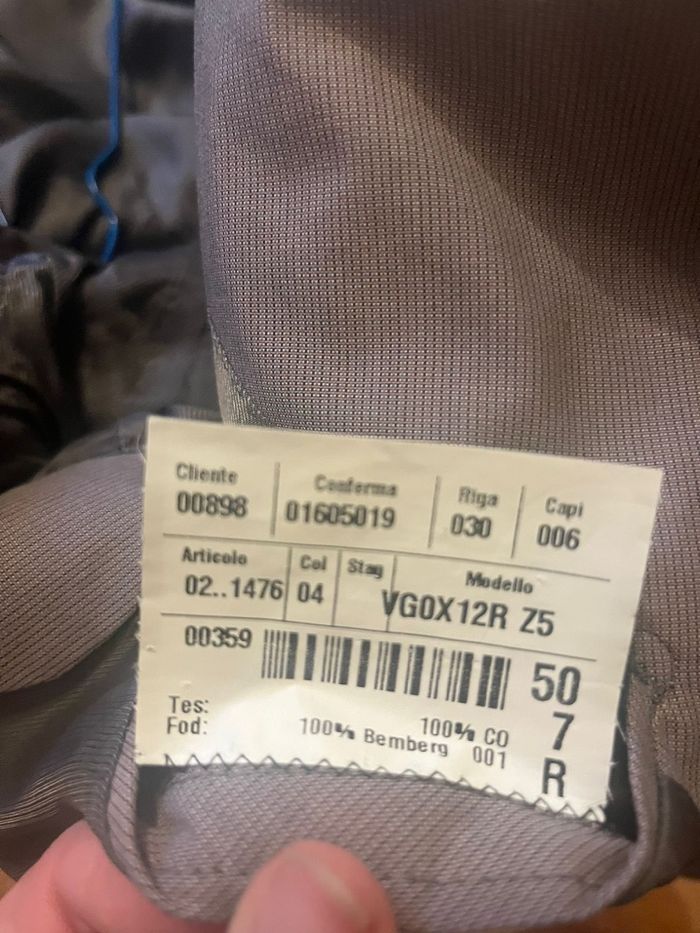 Cliente Conferma Riga Capi
00898 01605019 030 006
Articolo Col Stag Modello
02..1476 04 VG0X12R Z5
00359 50
7
R
Tes: 100% CO
Fod: 100% Bemberg 001